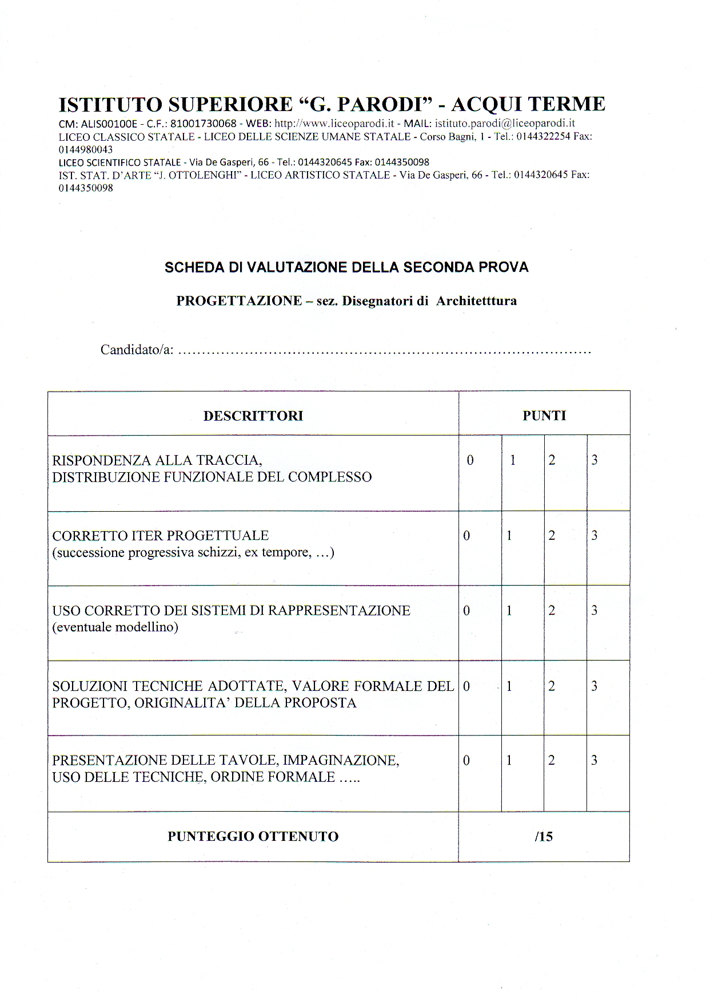 ISTITUTO SUPERIORE “G. PARODI” - ACQUI TERME
CM: ALIS00100E - C.F.: 81001730068 - WEB: http://www.liceoparodi.it - MAIL: istituto.parodi@liceoparodi.it
LICEO CLASSICO STATALE - LICEO DELLE SCIENZE UMANE STATALE - Corso Bagni, 1 - Tel.: 0144322254 Fax:
0144980043
LICEO SCIENTIFICO STATALE - Via De Gasperi, 66 - Tel.: 0144320645 Fax: 0144350098
IST. STAT. D’ARTE “J. OTTOLENGHI” - LICEO ARTISTICO STATALE - Via De Gasperi, 66 - Tel.: 0144320645 Fax:
0144350098
SCHEDA DI VALUTAZIONE DELLA SECONDA PROVA
PROGETTAZIONE – sez. Disegnatori di Architetttura
Candidato/a: ……………………………………………………………………………
DESCRITTORI PUNTI
RISPONDENZA ALLA TRACCIA, 0 1 2 3
DISTRIBUZIONE FUNZIONALE DEL COMPLESSO
CORRETTO ITER PROGETTUALE 0 1 2 3
(successione progressiva schizzi, ex tempore, …)
USO CORRETTO DEI SISTEMI DI RAPPRESENTAZIONE 0 1 2 3
(eventuale modellino)
SOLUZIONI TECNICHE ADOTTATE, VALORE FORMALE DEL 0 1 2 3
PROGETTO, ORIGINALITA’ DELLA PROPOSTA
PRESENTAZIONE DELLE TAVOLE, IMPAGINAZIONE, 0 1 2 3
USO DELLE TECNICHE, ORDINE FORMALE …..
PUNTEGGIO OTTENUTO /15